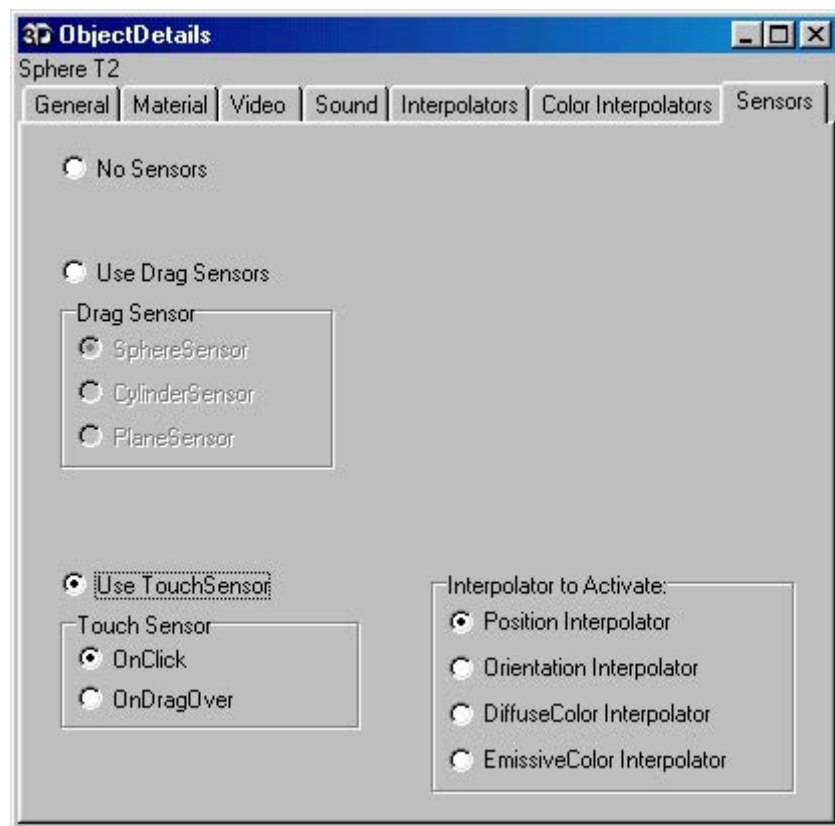 3D ObjectDetails
Sphere T2
General Material Video Sound Interpolators Color Interpolators Sensors
No Sensors
Use Drag Sensors
Drag Sensor
SphereSensor
CylinderSensor
PlaneSensor
Use TouchSensor
Touch Sensor
OnClick
OnDragOver
Interpolator to Activate:
Position Interpolator
Orientation Interpolator
DiffuseColor Interpolator
EmissiveColor Interpolator